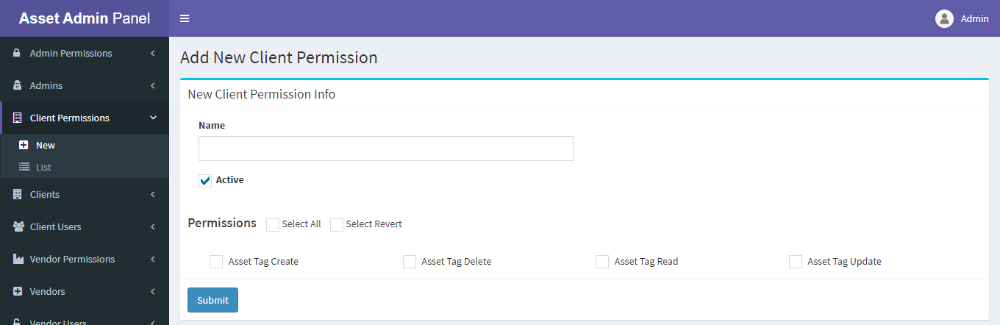 Asset Admin Panel
Admin
Admin Permissions
Admins
Client Permissions
New
List
Clients
Client Users
Vendor Permissions
Vendors
Vendor Users
Add New Client Permission
New Client Permission Info
Name
Active
Permissions Select All Select Revert
Asset Tag Create Asset Tag Delete Asset Tag Read Asset Tag Update
Submit